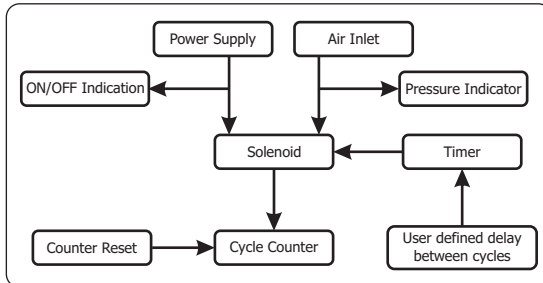 Power Supply
Air Inlet
ON/OFF Indication
Pressure Indicator
Solenoid
Timer
Counter Reset
Cycle Counter
User defined delay
between cycles